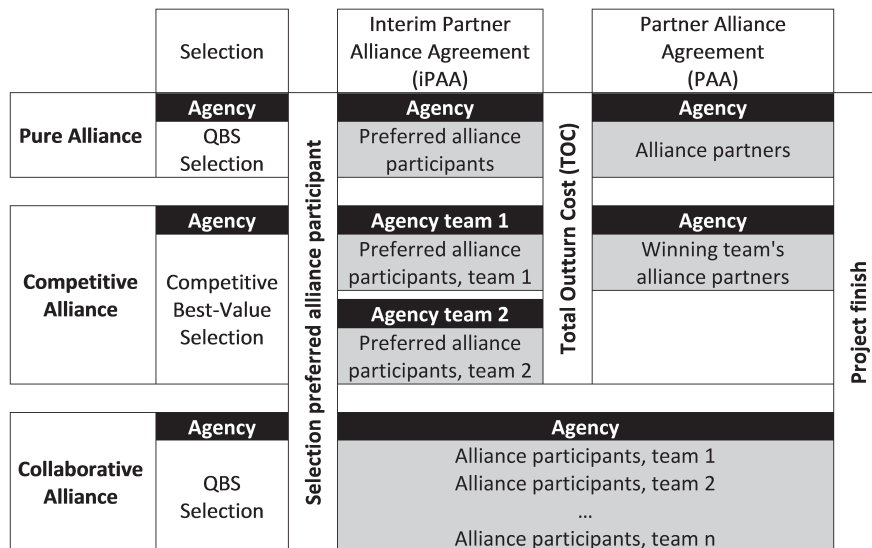 Selection
Interim Partner
Alliance Agreement
(iPAA)
Partner Alliance
Agreement
(PAA)
Pure Alliance
Agency
QBS
Selection
Selection preferred alliance participant
Agency
Preferred alliance
participants
Total Outturn Cost (TOC)
Agency
Alliance partners
Project finish
Competitive
Alliance
Agency
Competitive
Best-Value
Selection
Agency team 1
Preferred alliance
participants, team 1
Agency team 2
Preferred alliance
participants, team 2
Agency
Winning team's
alliance partners
Collaborative
Alliance
Agency
QBS
Selection
Agency
Alliance participants, team 1
Alliance participants, team 2
...
Alliance participants, team n